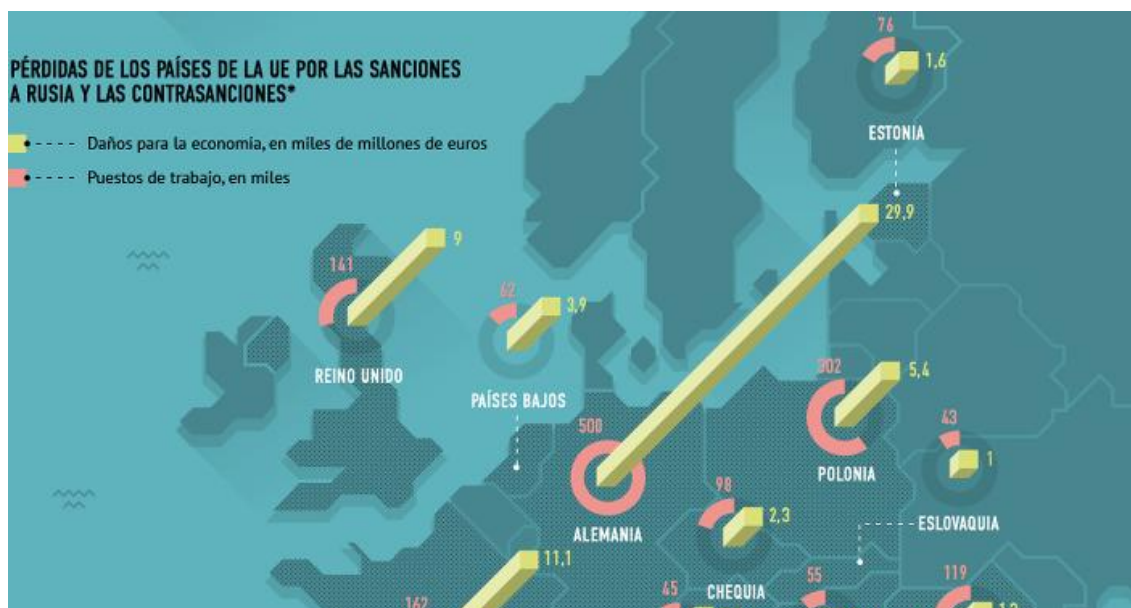 PÉRDIDAS DE LOS PAÍSES DE LA UE POR LAS SANCIONES
A RUSIA Y LAS CONTRASANCIONES*
Daños para la economía, en miles de millones de euros
Puestos de trabajo, en miles
76
1,6
ESTONIA
29,9
141
9
REINO UNIDO
62
3,9
PAÍSES BAJOS
500
ALEMANIA
302
5,4
POLONIA
43
1
ESLOVAQUIA
98
2,3
CHEQUIA
11,1
162
45
55
119